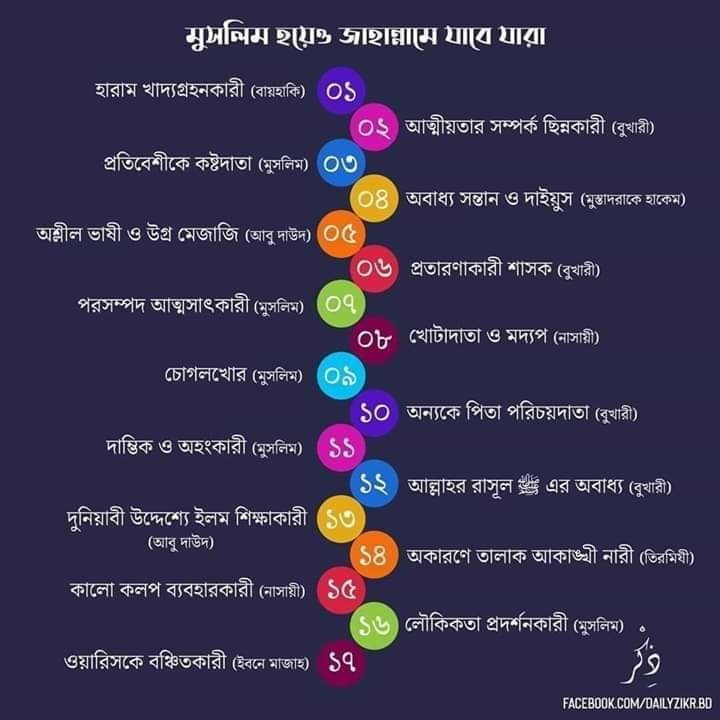 মুসলিম হয়েও জাহান্নামে যাবে যারা
হারাম খাদ্যগ্রহনকারী (বায়হাকি) ০১
০২ আত্মীয়তার সম্পর্ক ছিন্নকারী (বুখারী)
প্রতিবেশীকে কষ্টদাতা (মুসলিম) ০৩
০৪ অবাধ্য সন্তান ও দাইয়ুস (মুস্তাদরাকে হাকেম)
অশ্লীল ভাষী ও উগ্র মেজাজি (আবু দাউদ) ০৫
০৬ প্রতারণাকারী শাসক (বুখারী)
পরসম্পদ আত্মসাৎকারী (মুসলিম) ০৭
০৮ খোটাদাতা ও মদ্যপ (নাসায়ী)
চোগলখোর (মুসলিম) ০৯
১০ অন্যকে পিতা পরিচয়দাতা (বুখারী)
দাম্ভিক ও অহংকারী (মুসলিম) ১১
১২ আল্লাহর রাসূল ﷺ এর অবাধ্য (বুখারী)
দুনিয়াবী উদ্দেশ্যে ইলম শিক্ষাকারী ১৩
(আবু দাউদ)
১৪ অকারণে তালাক আকাঙ্খী নারী (তিরমিযী)
কালো কলপ ব্যবহারকারী (নাসায়ী) ১৫
১৬ লৌকিকতা প্রদর্শনকারী (মুসলিম)
ওয়ারিসকে বঞ্চিতকারী (ইবনে মাজাহ) ১৭
ذِكْر
FACEBOOK.COM/DAILYZIKR.BD